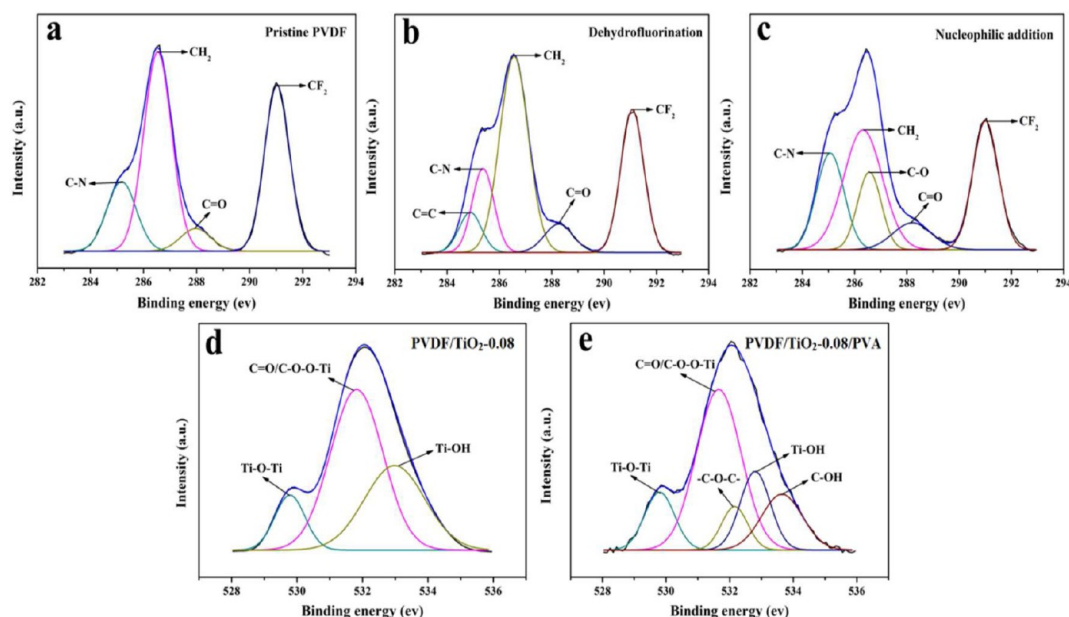 a
Pristine PVDF
CH₂
CF₂
C-N
C=O
Intensity (a.u.)
282 284 286 288 290 292 294
Binding energy (ev)
b
Dehydrofluorination
CH₂
CF₂
C-N
C=C
C=O
Intensity (a.u.)
282 284 286 288 290 292 294
Binding energy (ev)
c
Nucleophilic addition
CF₂
CH₂
C-N
C-O
C=O
Intensity (a.u.)
282 284 286 288 290 292 294
Binding energy (ev)
d
PVDF/TiO₂-0.08
C=O/C-O-O-Ti
Ti-OH
Ti-O-Ti
Intensity (a.u.)
528 530 532 534 536
Binding energy (ev)
e
PVDF/TiO₂-0.08/PVA
C=O/C-O-O-Ti
Ti-OH
Ti-O-Ti
-C-O-C-
C-OH
Intensity (a.u.)
528 530 532 534 536
Binding energy (ev)